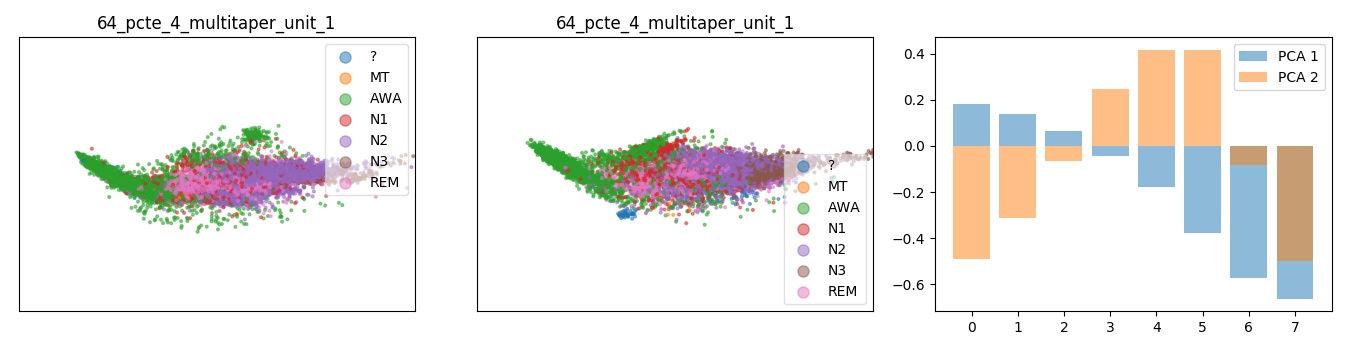 64_pcte_4_multitaper_unit_1
?
MT
AWA
N1
N2
N3
REM
64_pcte_4_multitaper_unit_1
?
MT
AWA
N1
N2
N3
REM
PCA 1
PCA 2
0.4
0.2
0.0
−0.2
−0.4
−0.6
0 1 2 3 4 5 6 7